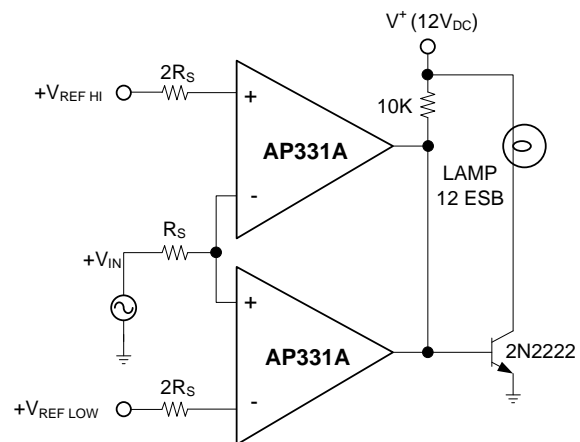 V+ (12VDC)
2RS
+VREF HI
+
10K
AP331A
LAMP
12 ESB
-
RS
+VIN
+
AP331A
2N2222
2RS
+VREF LOW
-